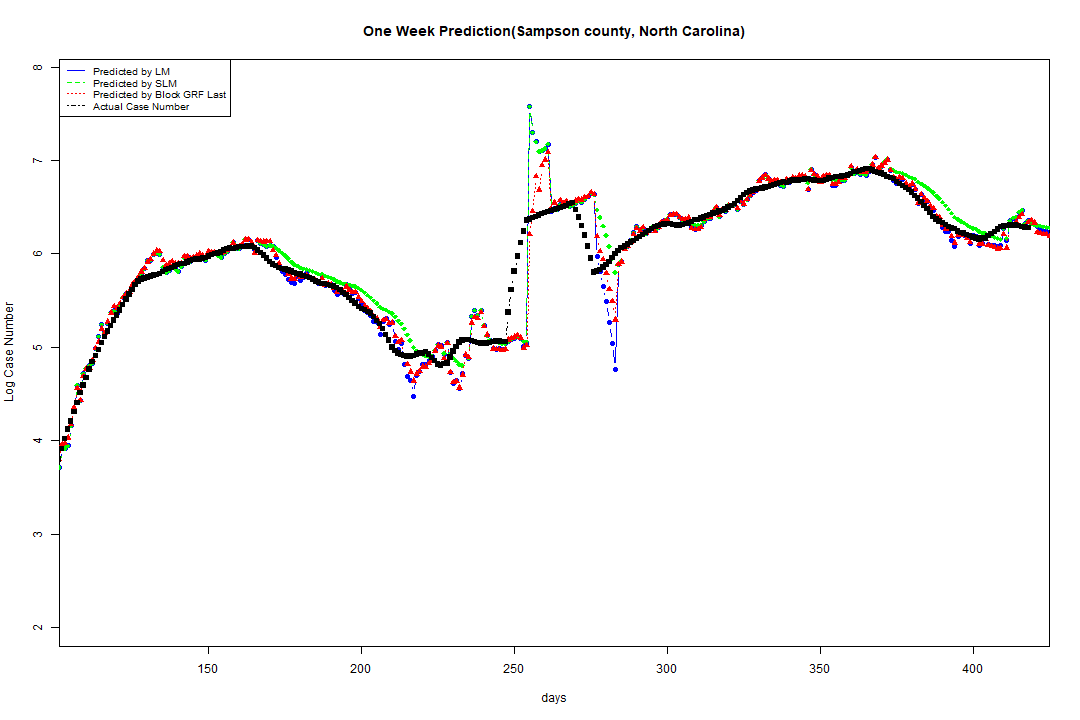 One Week Prediction(Sampson county, North Carolina)
Predicted by LM
Predicted by SLM
Predicted by Block GRF Last
Actual Case Number
Log Case Number
8
7
6
5
4
3
2
150 200 250 300 350 400
days